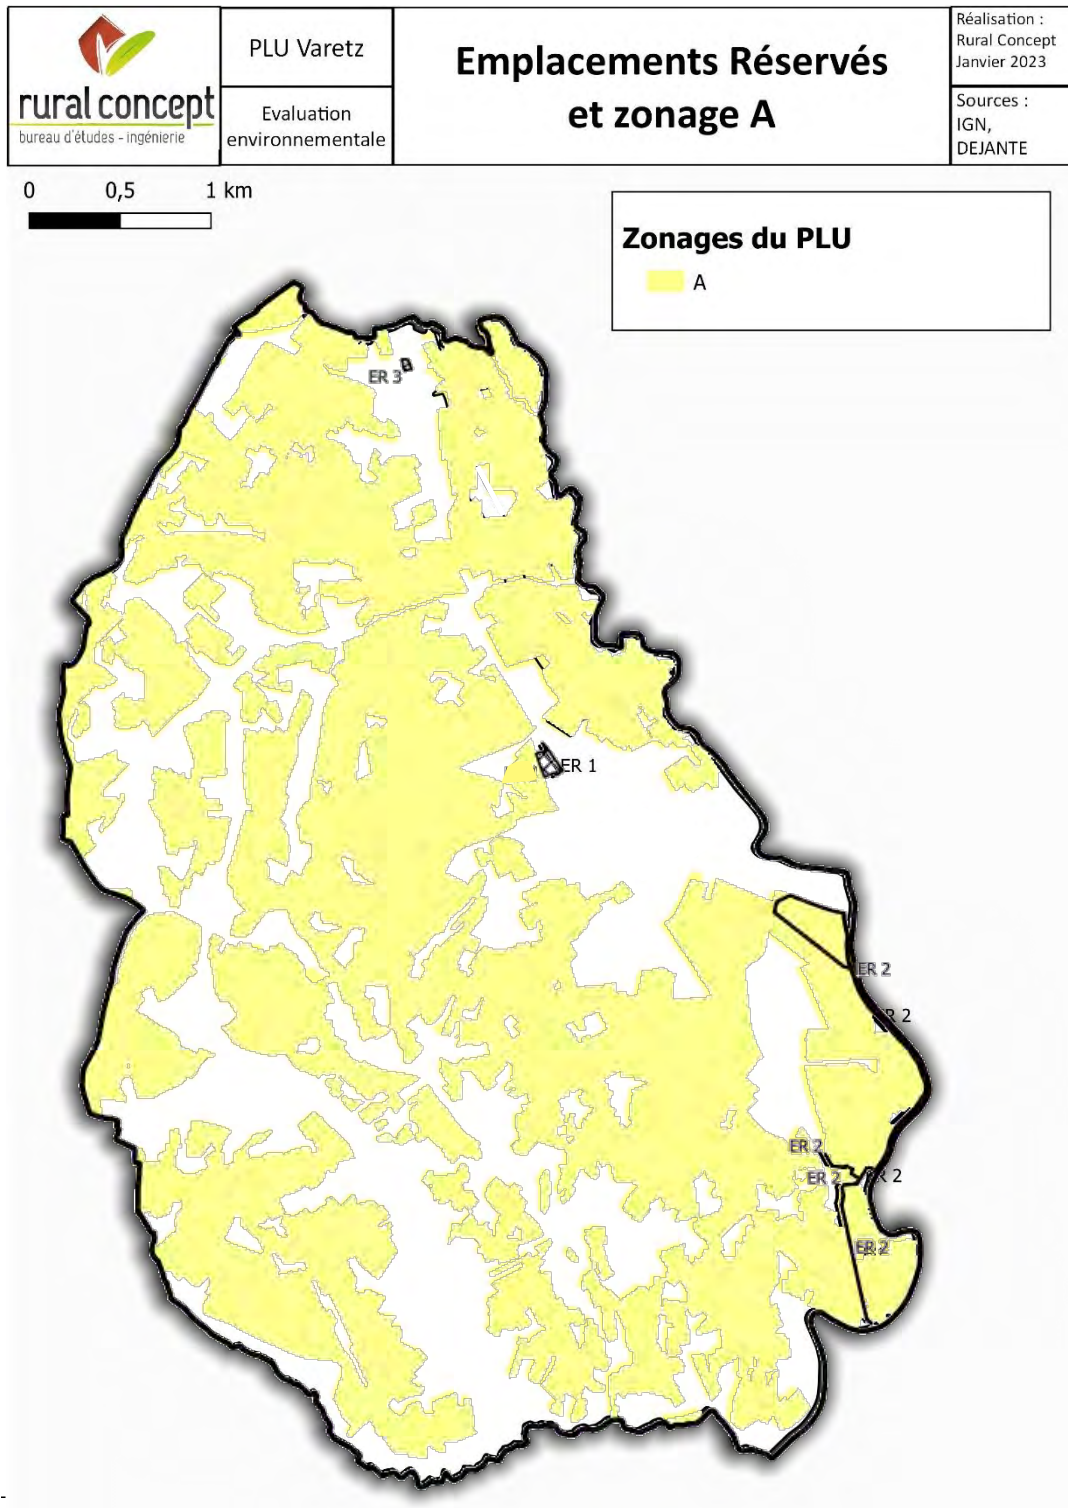 rural concept
bureau d'études - ingénierie
PLU Varetz
Evaluation
environnementale
Emplacements Réservés
et zonage A
Réalisation :
Rural Concept
Janvier 2023
Sources :
IGN,
DEJANTE
0 0,5 1 km
Zonages du PLU
A
ER 3
ER 1
ER 2
R 2
ER 2
ER 2
R 2
ER 2